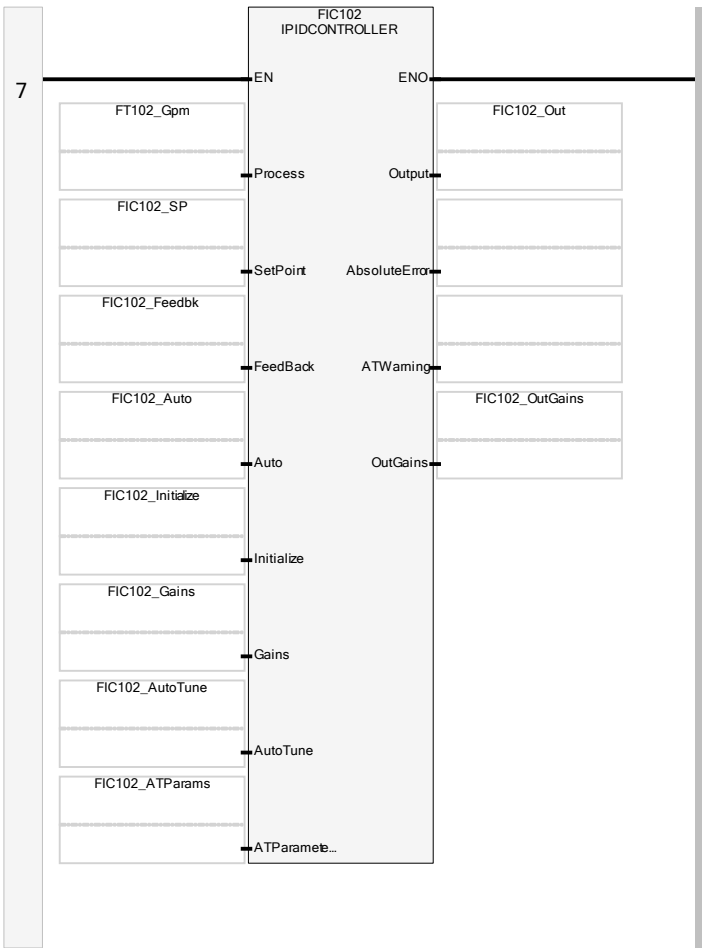 FIC102
IPIDCONTROLLER
7
EN ENO
FT102_Gpm FIC102_Out
Process Output
FIC102_SP
SetPoint AbsoluteError
FIC102_Feedbk
FeedBack ATWarning
FIC102_Auto FIC102_OutGains
Auto OutGains
FIC102_Initialize
Initialize
FIC102_Gains
Gains
FIC102_AutoTune
AutoTune
FIC102_ATParams
ATParamete...